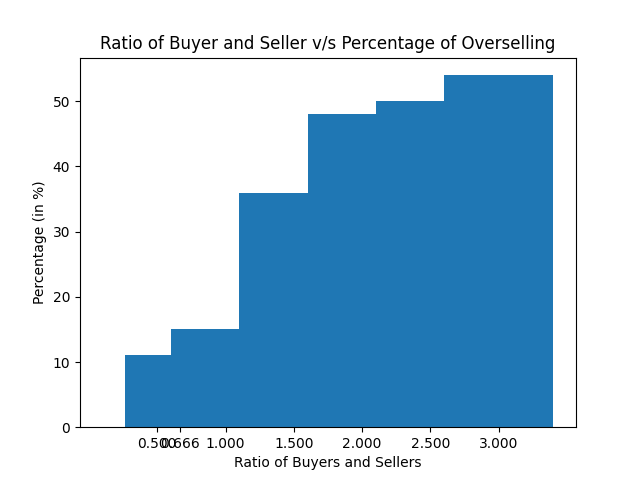 Ratio of Buyer and Seller v/s Percentage of Overselling
Percentage (in %)
50
40
30
20
10
0
0.500 0.666 1.000 1.500 2.000 2.500 3.000
Ratio of Buyers and Sellers